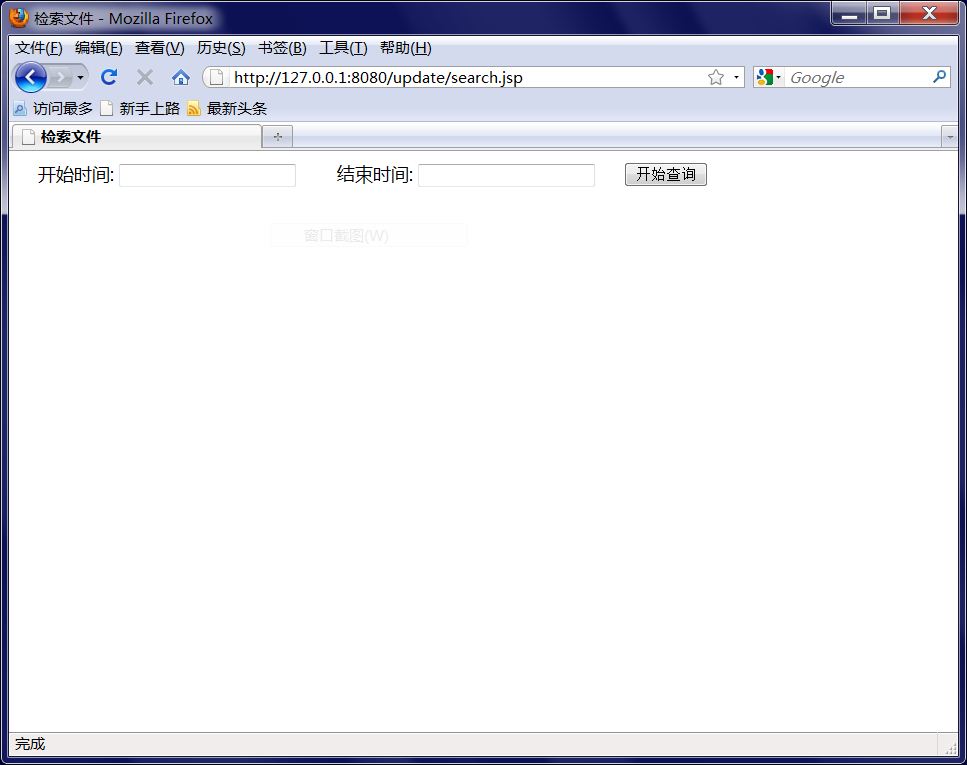 检索文件 - Mozilla Firefox
文件(F) 编辑(E) 查看(V) 历史(S) 书签(B) 工具(T) 帮助(H)
http://127.0.0.1:8080/update/search.jsp Google
访问最多 新手上路 最新头条
检索文件
开始时间: 结束时间: 开始查询
窗口截图(W)
完成